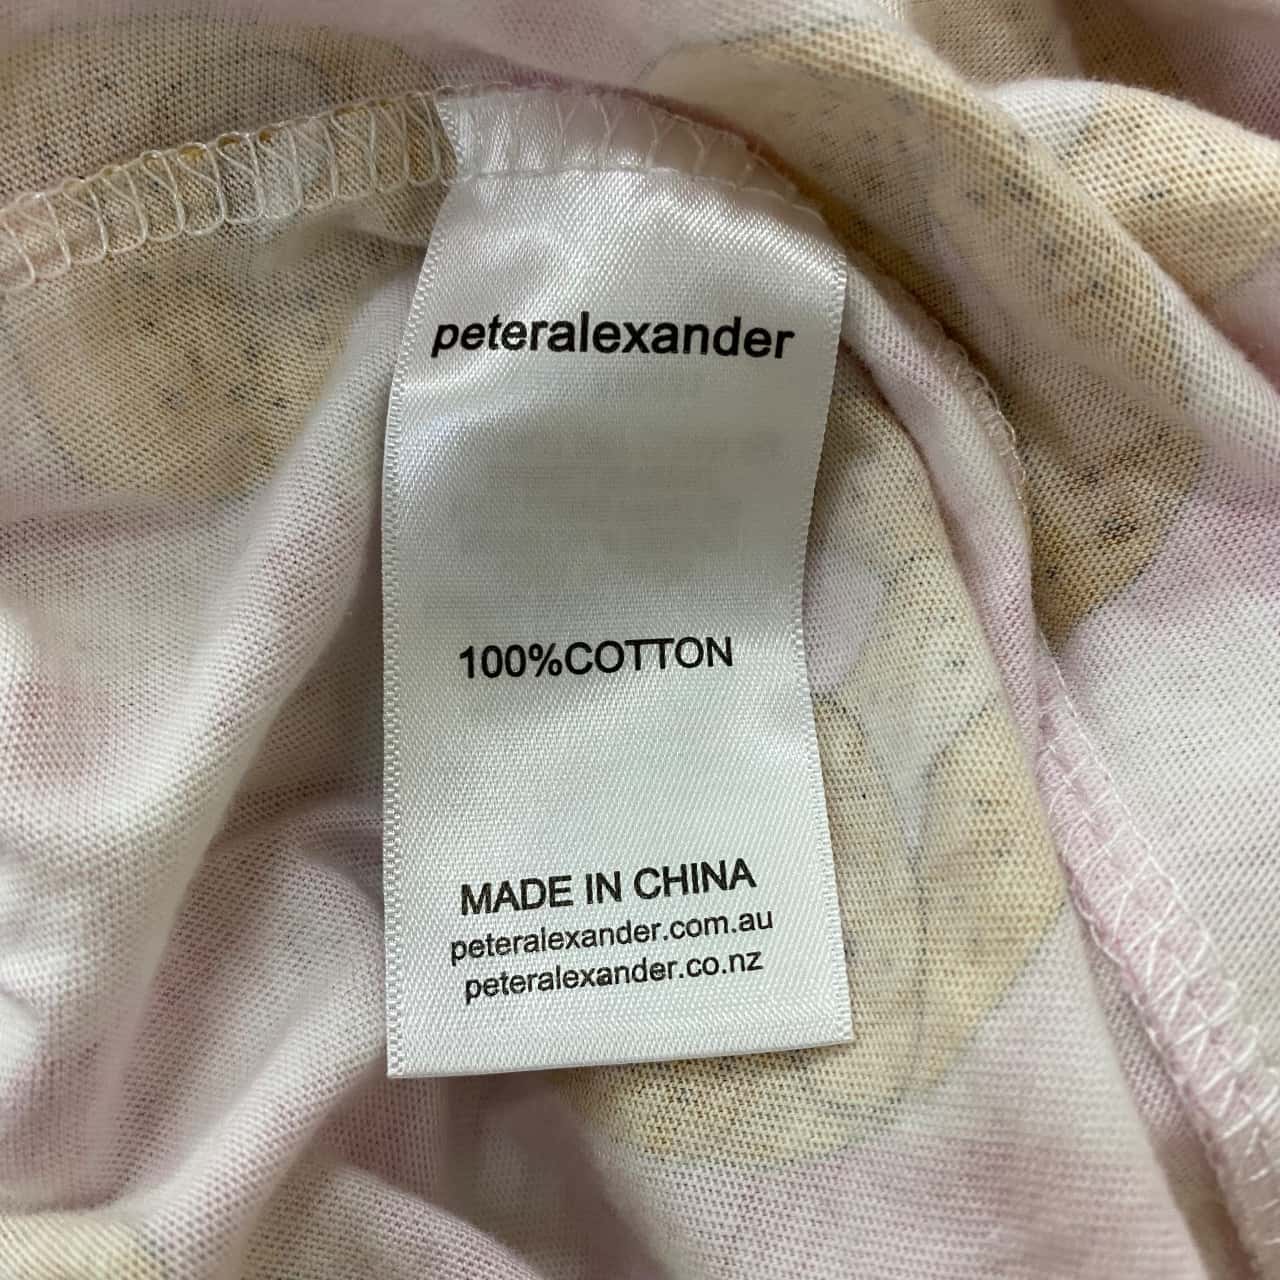 peteralexander
100%COTTON
MADE IN CHINA
peteralexander.com.au
peteralexander.co.nz